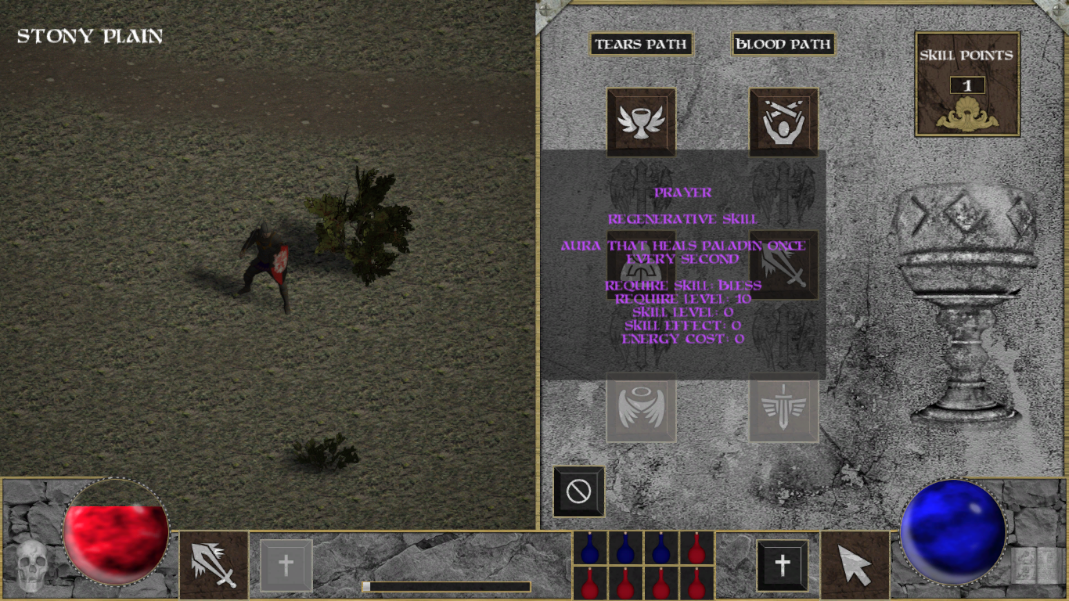 STONY PLAIN
TEARS PATH
BLOOD PATH
SKILL POINTS
1
PRAYER
REGENERATIVE SKILL
AURA THAT HEALS PALADIN ONCE
EVERY SECOND
REQUIRE SKILL: BLESS
REQUIRE LEVEL: 10
SKILL LEVEL: 0
SKILL EFFECT: 0
ENERGY COST: 0